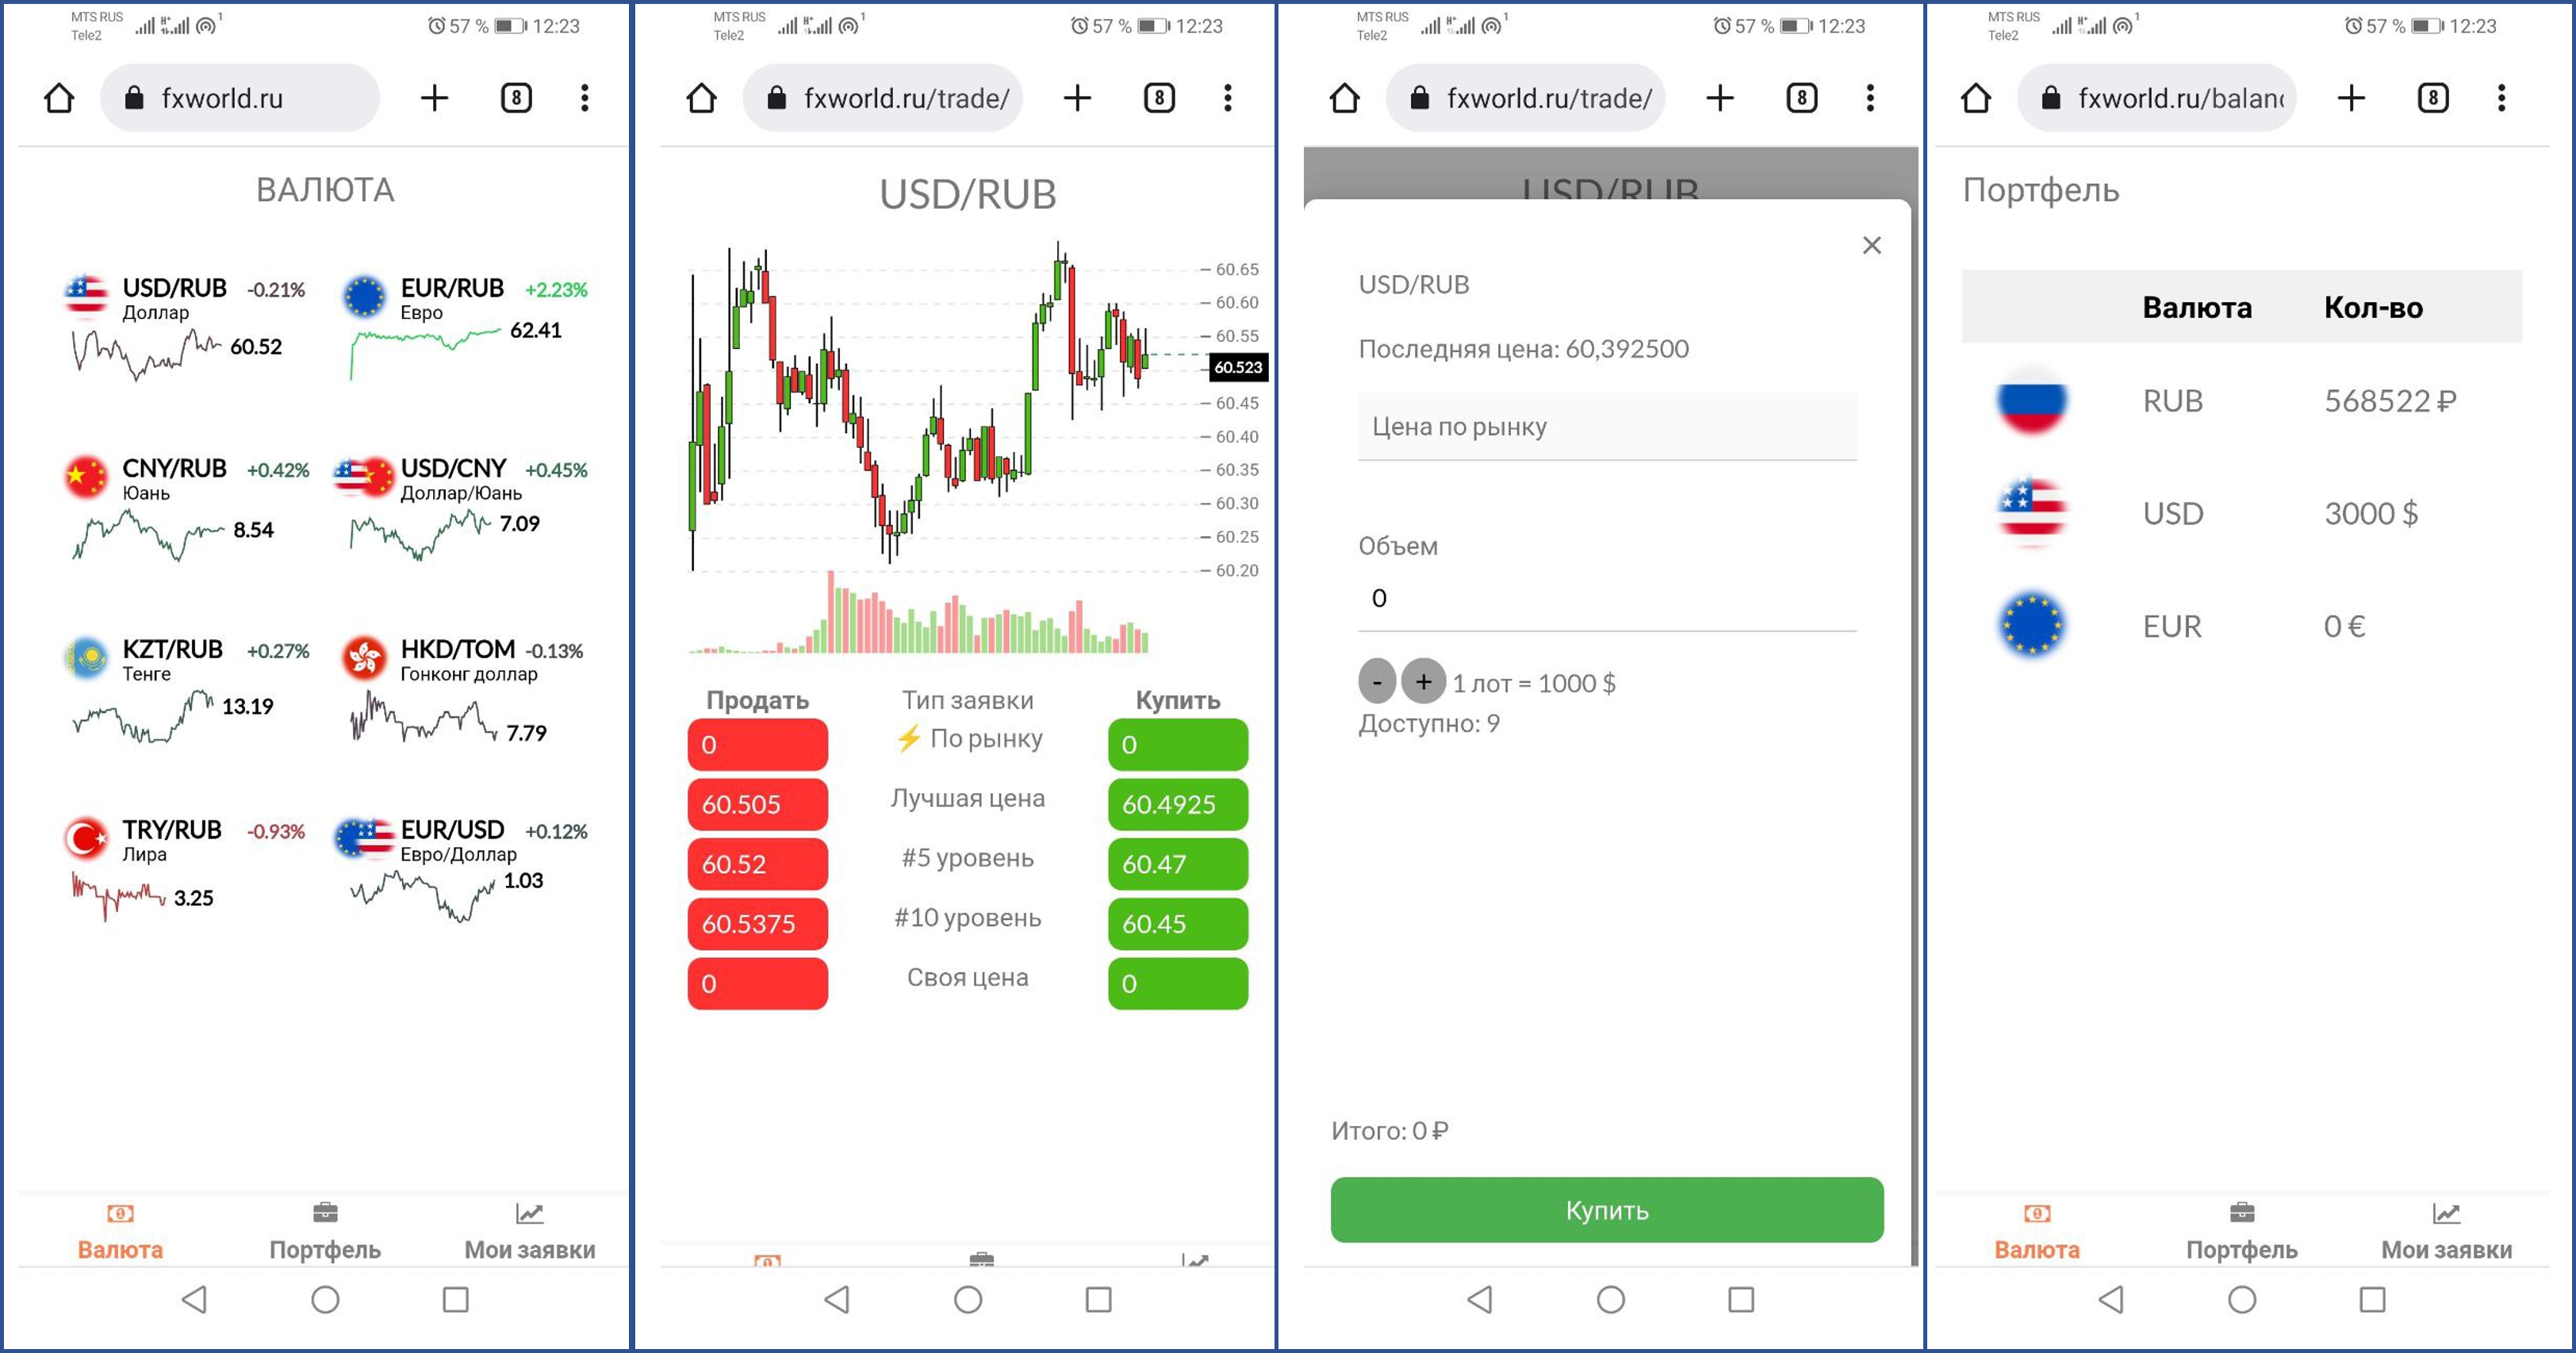 MTS RUS
Tele2
57 %
12:23
fxworld.ru
8
ВАЛЮТА
USD/RUB -0.21%
Доллар
60.52
EUR/RUB +2.23%
Евро
62.41
CNY/RUB +0.42%
Юань
8.54
USD/CNY +0.45%
Доллар/Юань
7.09
KZT/RUB +0.27%
Тенге
13.19
HKD/TOM -0.13%
Гонконг доллар
7.79
TRY/RUB -0.93%
Лира
3.25
EUR/USD +0.12%
Евро/Доллар
1.03
Валюта Портфель Мои заявки
MTS RUS
Tele2
57 %
12:23
fxworld.ru/trade/
8
USD/RUB
60.65
60.60
60.55
60.523
60.45
60.40
60.35
60.30
60.25
60.20
Продать Тип заявки Купить
0 ⚡ По рынку 0
60.505 Лучшая цена 60.4925
60.52 #5 уровень 60.47
60.5375 #10 уровень 60.45
0 Своя цена 0
MTS RUS
Tele2
57 %
12:23
fxworld.ru/trade/
8
USD/RUB
USD/RUB
Последняя цена: 60,392500
Цена по рынку
Объем
0
- + 1 лот = 1000 $
Доступно: 9
Итого: 0 ₽
Купить
MTS RUS
Tele2
57 %
12:23
fxworld.ru/balanc
8
Портфель
Валюта Кол-во
RUB 568522 ₽
USD 3000 $
EUR 0 €
Валюта Портфель Мои заявки